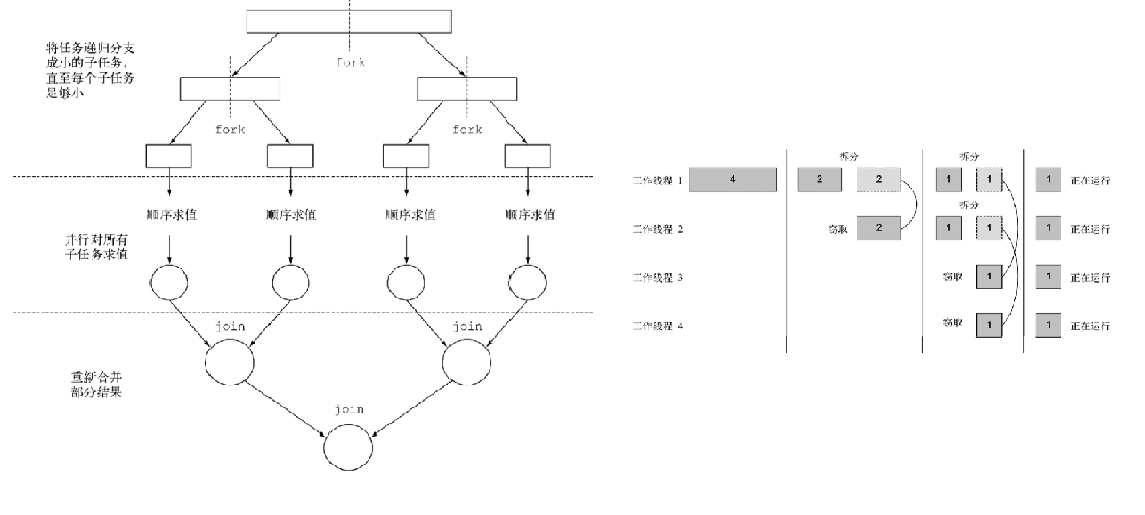 将任务递归分支
成小的子任务,
直至每个子任务
足够小
fork
fork
fork
顺序求值 顺序求值 顺序求值 顺序求值
并行对所有
子任务求值
join
join
重新合并
部分结果
join
拆分 拆分
工作线程 1 4 2 2 1 1 1 正在运行
拆分
工作线程 2 窃取 2 1 1 1 正在运行
工作线程 3 窃取 1 1 正在运行
工作线程 4 窃取 1 1 正在运行